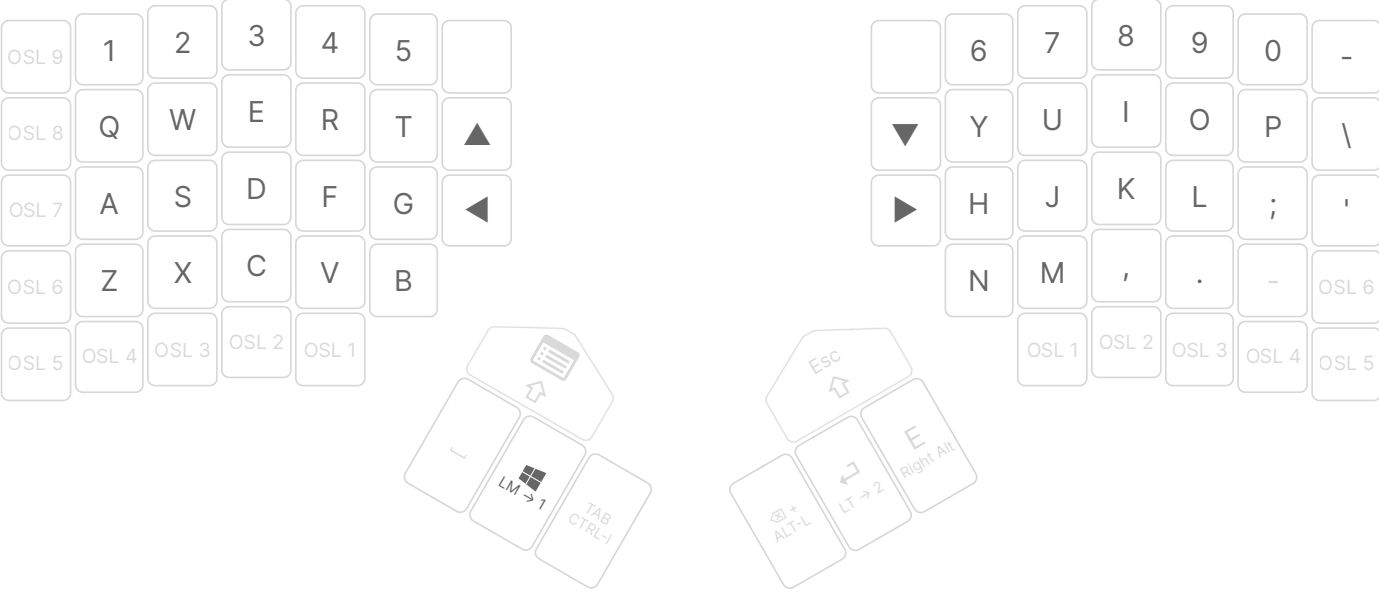 OSL 9 1 2 3 4 5 6 7 8 9 0 -
OSL 8 Q W E R T ▲ ▼ Y U I O P \
OSL 7 A S D F G ◀ ▶ H J K L ; '
OSL 6 Z X C V B N M , . - OSL 6
OSL 5 OSL 4 OSL 3 OSL 2 OSL 1 OSL 1 OSL 2 OSL 3 OSL 4 OSL 5
Esc
LM → 1
TAB
CTRL-I
⌫ +
ALT-L
LT → 2
E
Right Alt